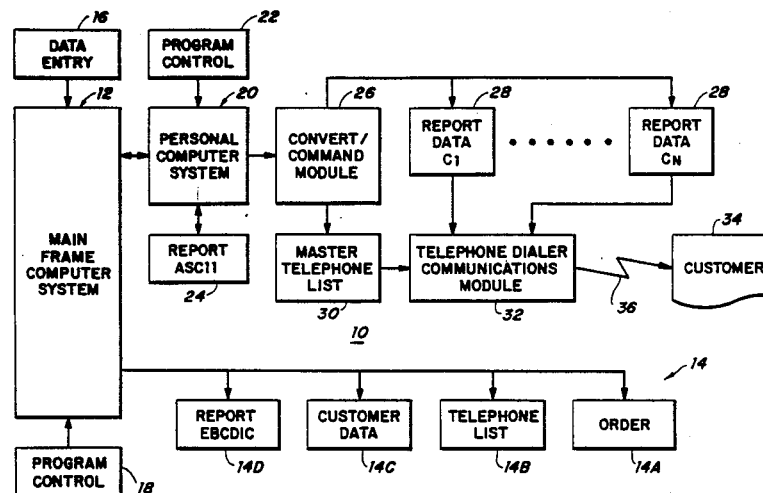 16
DATA
ENTRY
22
PROGRAM
CONTROL
12
MAIN
FRAME
COMPUTER
SYSTEM
20
PERSONAL
COMPUTER
SYSTEM
26
CONVERT/
COMMAND
MODULE
28
REPORT
DATA
C1
28
REPORT
DATA
CN
REPORT
ASC11
24
MASTER
TELEPHONE
LIST
30
TELEPHONE DIALER
COMMUNICATIONS
MODULE
32
34
CUSTOMER
36
10
14
REPORT
EBCDIC
14D
CUSTOMER
DATA
14C
TELEPHONE
LIST
14B
ORDER
14A
PROGRAM
CONTROL
18